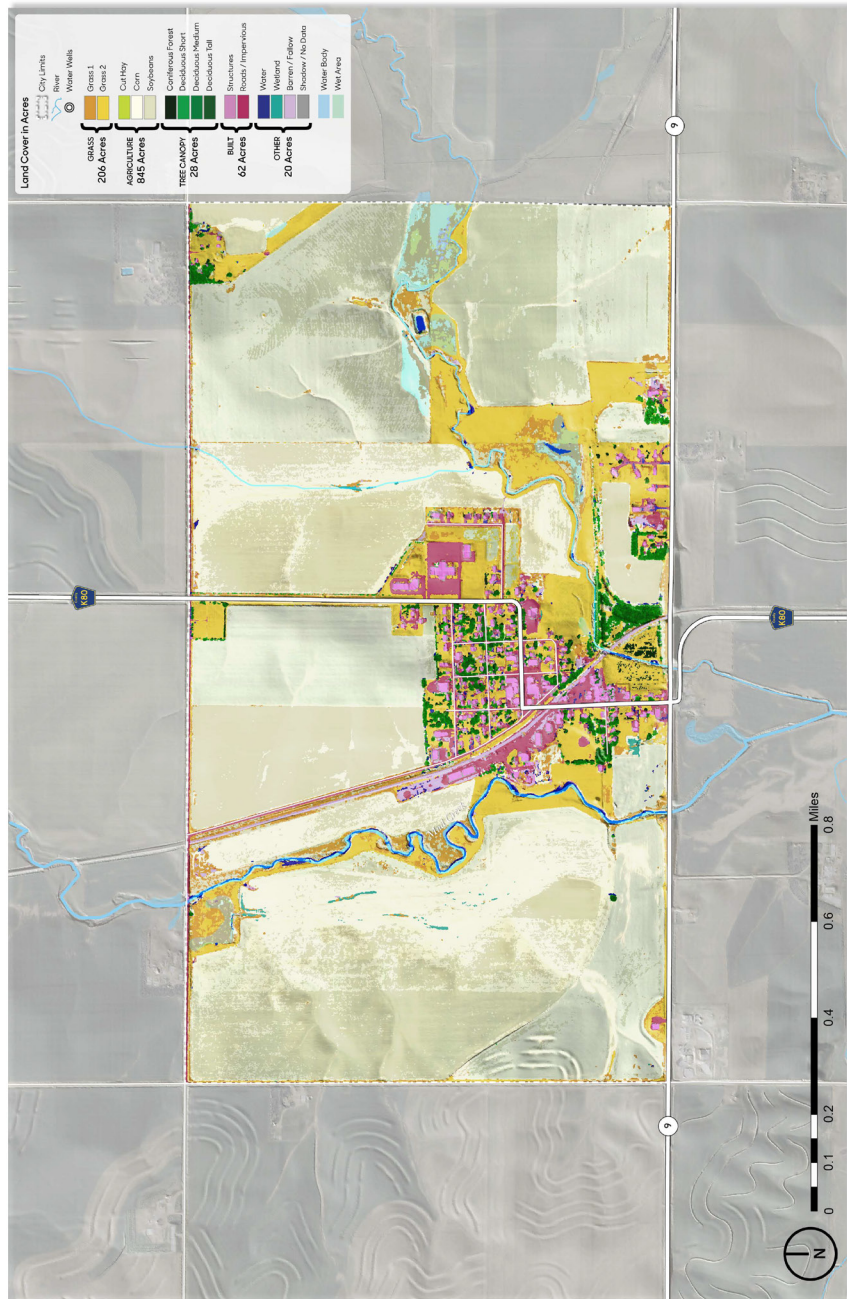 Land Cover in Acres
City Limits
River
Water Wells
GRASS
206 Acres
Grass 1
Grass 2
AGRICULTURE
845 Acres
Cut Hay
Corn
Soybeans
TREE CANOPY
28 Acres
Coniferous Forest
Deciduous Short
Deciduous Medium
Deciduous Tall
BUILT
62 Acres
Structures
Roads / Impervious
OTHER
20 Acres
Water
Wetland
Barren / Fallow
Shadow / No Data
Water Body
Wet Area
9
K80
K80
9
0 0.1 0.2 0.4 0.6 0.8
Miles
N